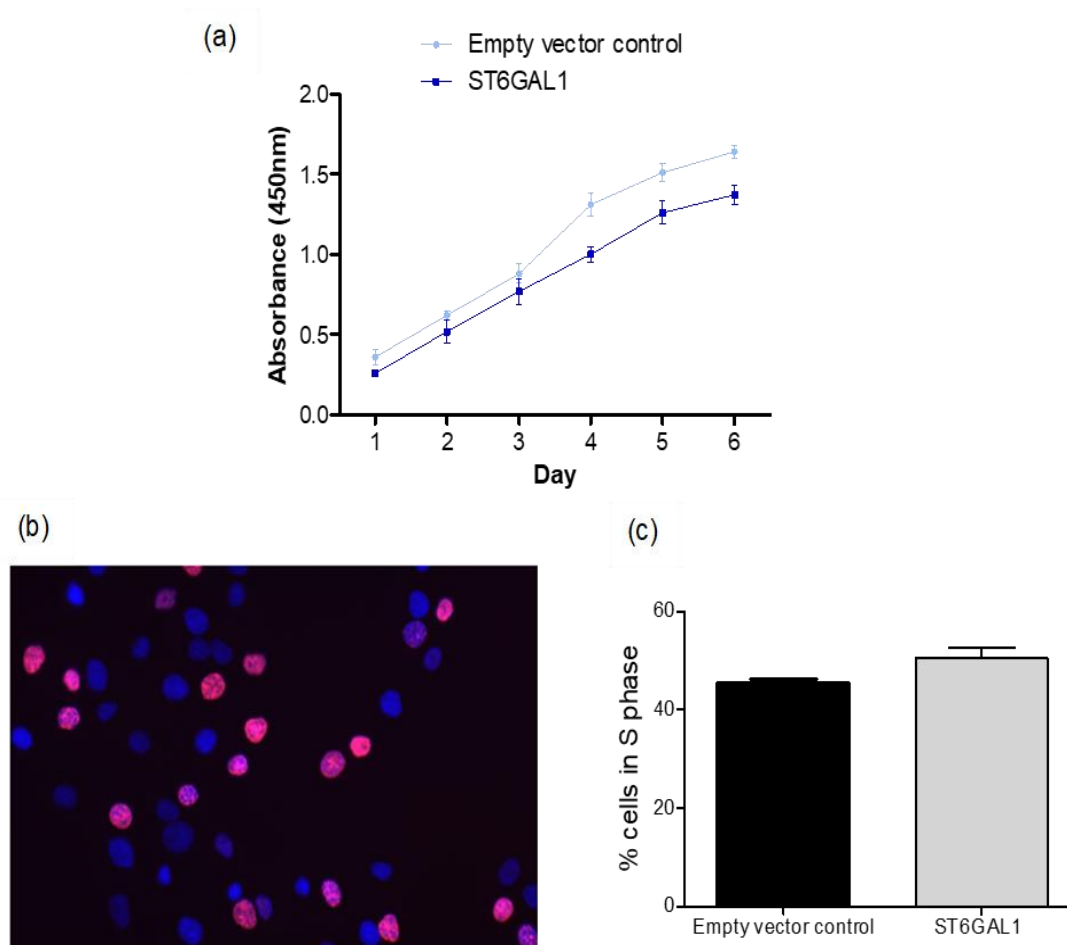 (a)
Empty vector control
ST6GAL1
Absorbance (450nm)
2.0
1.5
1.0
0.5
0.0
1 2 3 4 5 6
Day
(b)
(c)
% cells in S phase
60
40
20
0
Empty vector control ST6GAL1